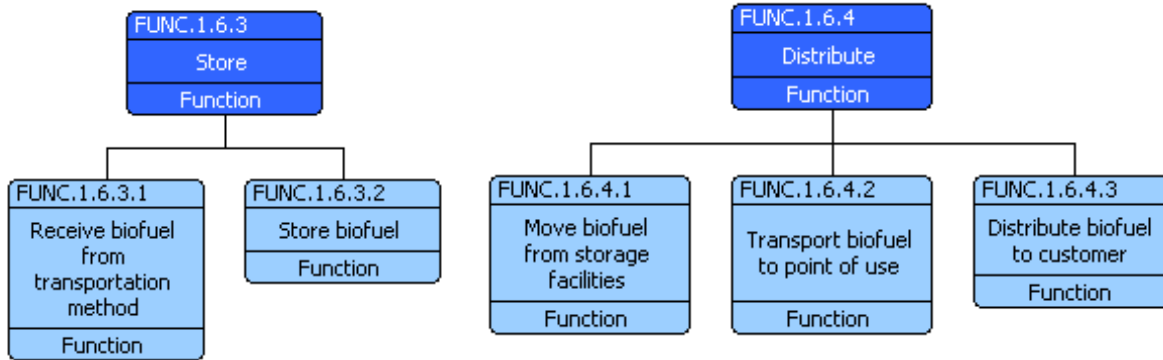 FUNC.1.6.3
Store
Function
FUNC.1.6.3.1
Receive biofuel
from
transportation
method
Function
FUNC.1.6.3.2
Store biofuel
Function
FUNC.1.6.4
Distribute
Function
FUNC.1.6.4.1
Move biofuel
from storage
facilities
Function
FUNC.1.6.4.2
Transport biofuel
to point of use
Function
FUNC.1.6.4.3
Distribute biofuel
to customer
Function